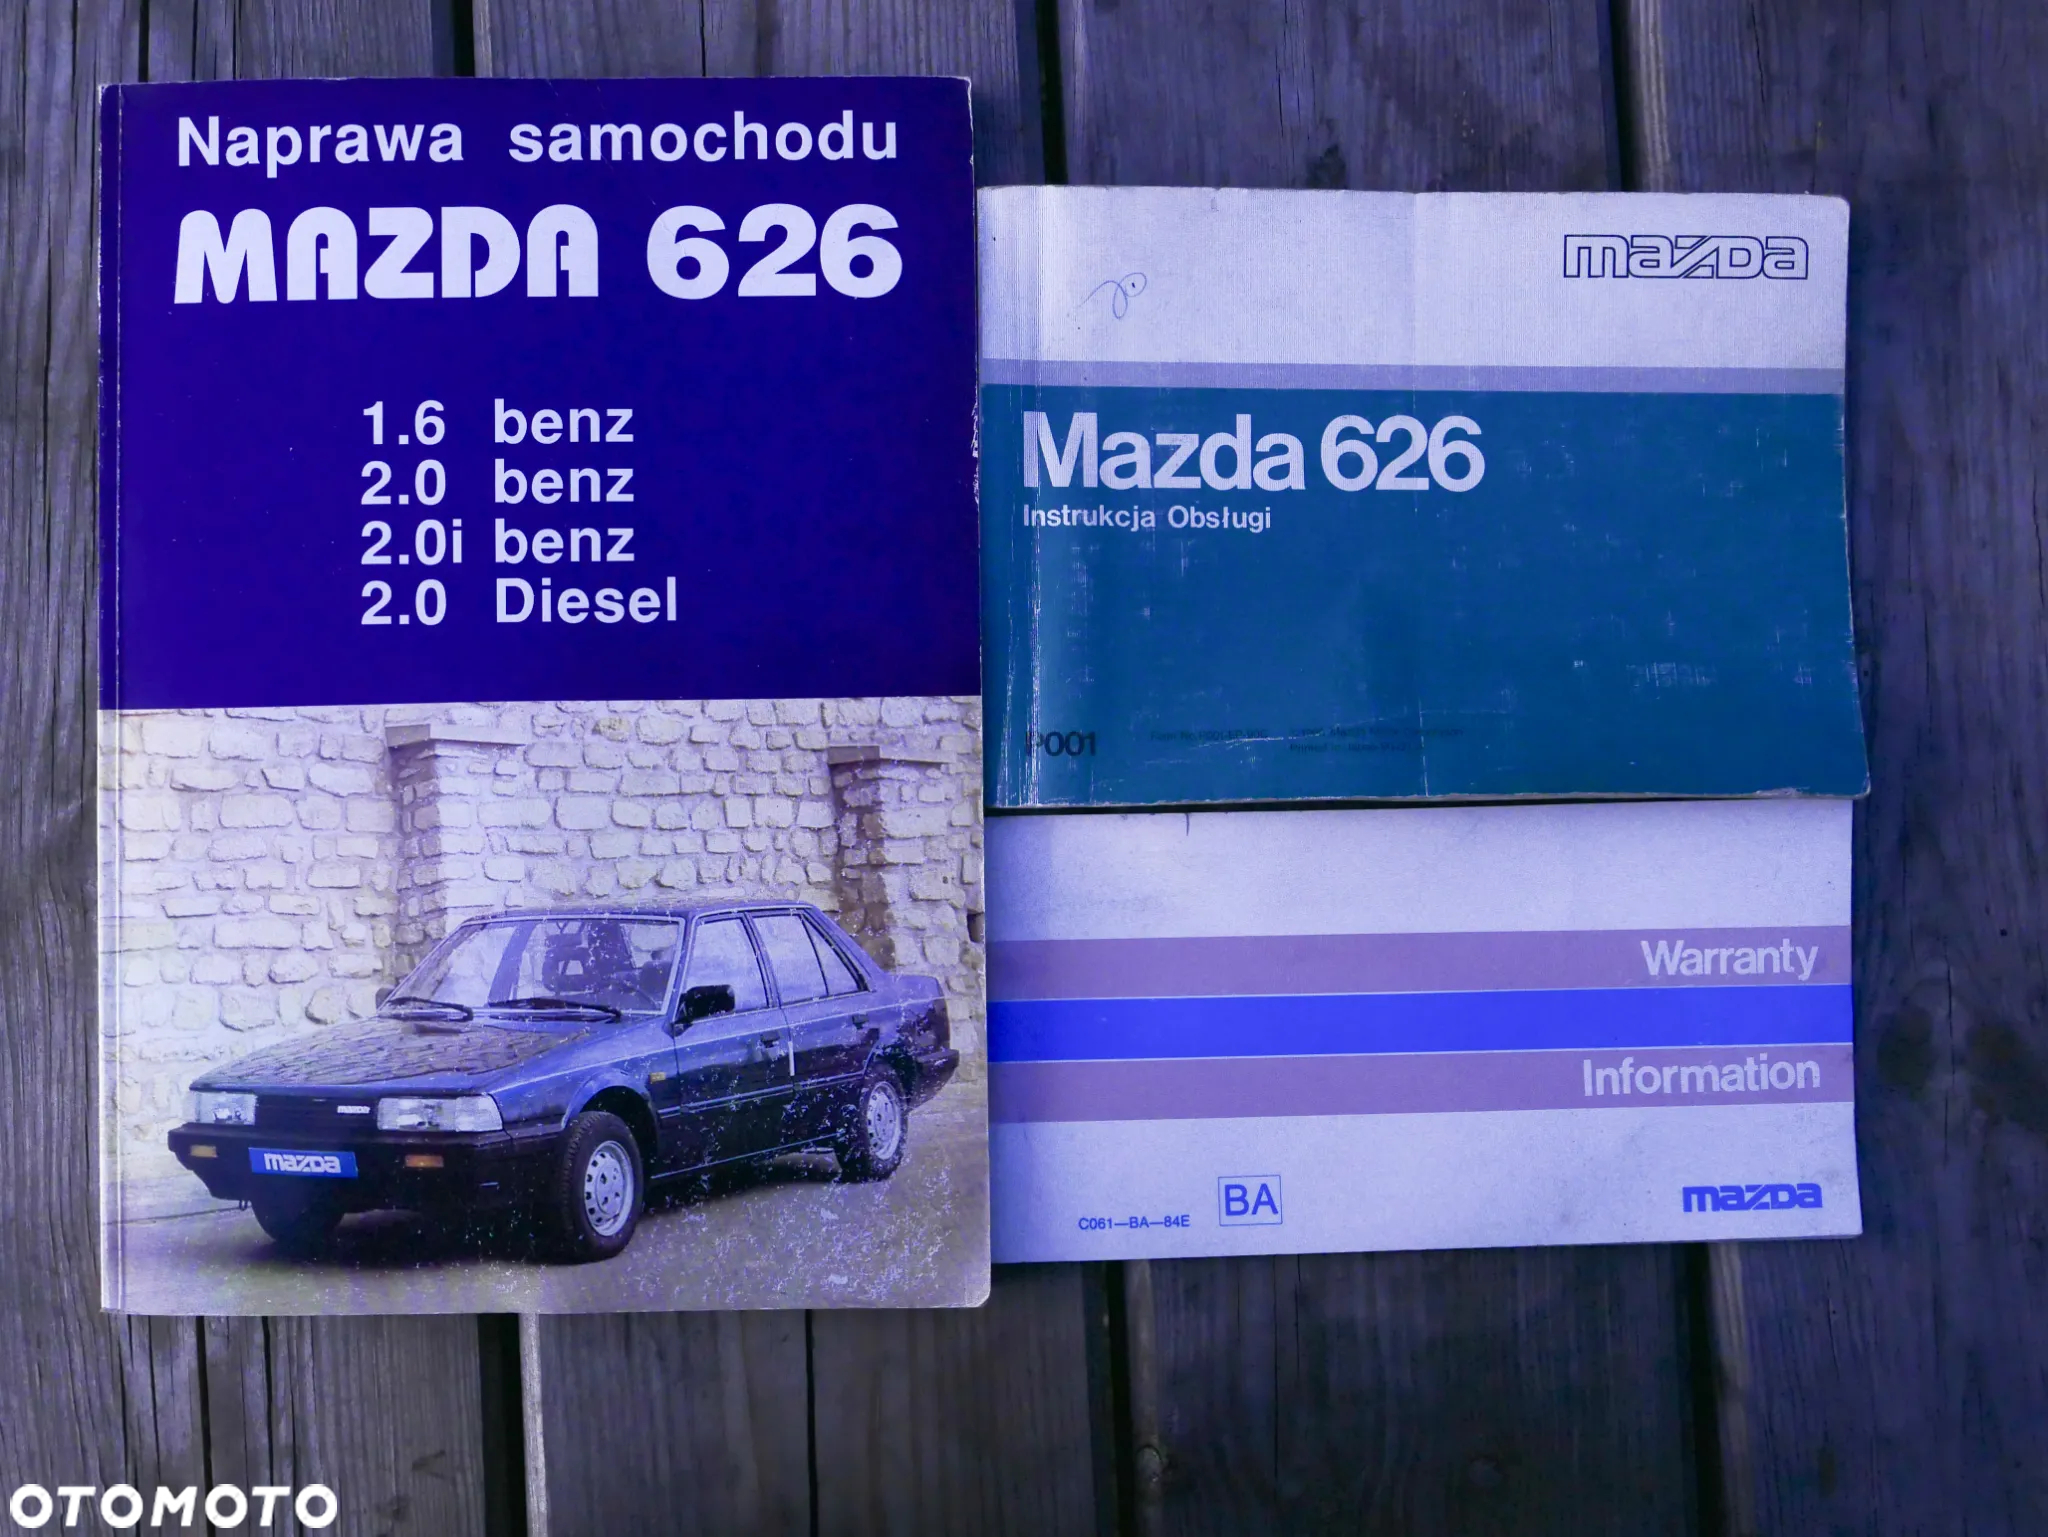 Naprawa samochodu
MAZDA 626
1.6 benz
2.0 benz
2.0i benz
2.0 Diesel
mazda
mazda
mazda
Mazda 626
Instrukcja Obsługi
P001
Warranty
Information
C061—BA—84E
BA
mazda
OTOMOTO